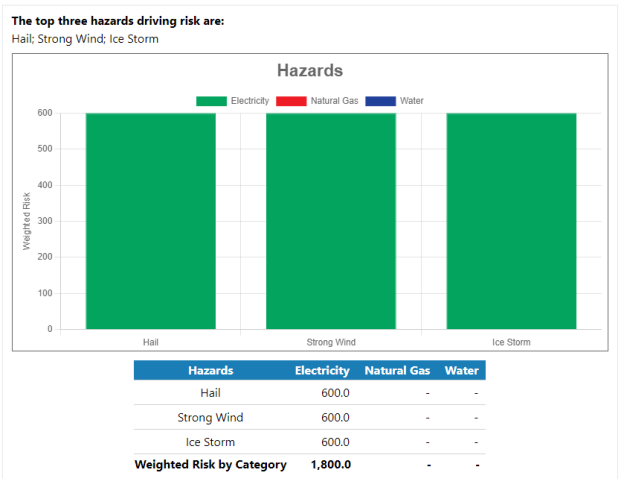 The top three hazards driving risk are:
Hail; Strong Wind; Ice Storm
Hazards
Electricity Natural Gas Water
600
500
400
300
200
100
0
Weighted Risk
Hail Strong Wind Ice Storm
Hazards Electricity Natural Gas Water
Hail 600.0 - -
Strong Wind 600.0 - -
Ice Storm 600.0 - -
Weighted Risk by Category 1,800.0 - -